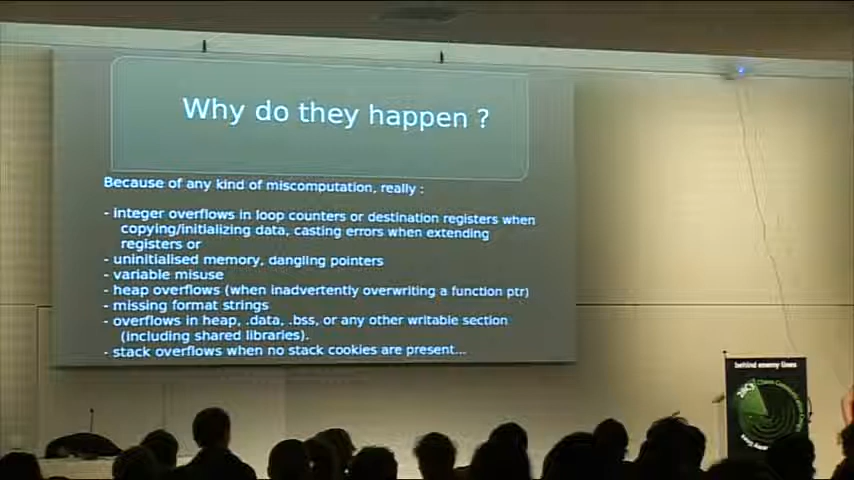 Why do they happen ?
Because of any kind of miscomputation, really :
- integer overflows in loop counters or destination registers when
copying/initializing data, casting errors when extending
registers or
- uninitialised memory, dangling pointers
- variable misuse
- heap overflows (when inadvertently overwriting a function ptr)
- missing format strings
- overflows in heap, .data, .bss, or any other writable section
(including shared libraries).
- stack overflows when no stack cookies are present...
behind enemy lines